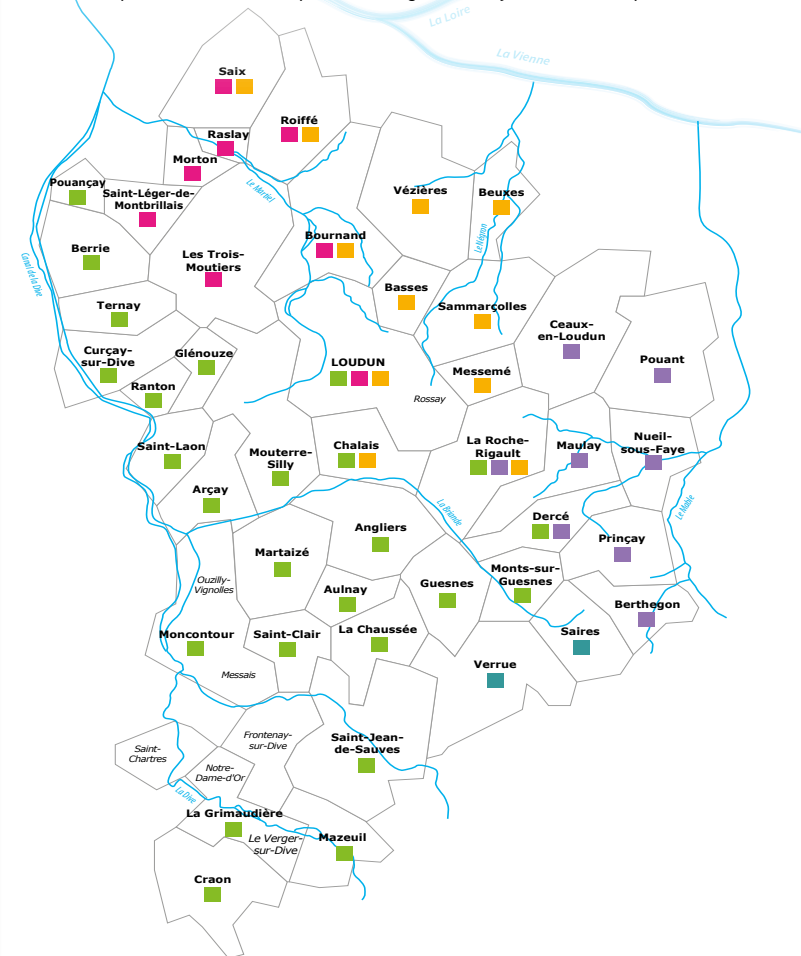 La Loire
La Vienne
Saix
Roiffé
Raslay
Morton
Le Martiel
Pouançay
Saint-Léger-de-
Montbrillais
Vézières
Beuxes
Le Négron
Berrie
Canal de la Dive
Les Trois-
Moutiers
Bournand
Basses
Ternay
Sammarçolles
Ceaux-
en-Loudun
Curçay-
sur-Dive
Glénouze
LOUDUN
Messemé
Pouant
Ranton
Rossay
Saint-Laon
Mouterre-
Silly
Chalais
La Roche-
Rigault
Maulay
Nueil-
sous-Faye
Arçay
La Briande
Le Mable
Angliers
Dercé
Prinçay
Martaizé
Ouzilly-
Vignolles
Aulnay
Guesnes
Monts-sur-
Guesnes
Berthegon
Moncontour
Saint-Clair
La Chaussée
Saires
Messais
Verrue
Saint-
Chartres
Frontenay-
sur-Dive
Saint-Jean-
de-Sauves
Notre-
Dame-d'Or
La Dive
La Grimaudière
Le Verger-
sur-Dive
Mazeuil
Craon